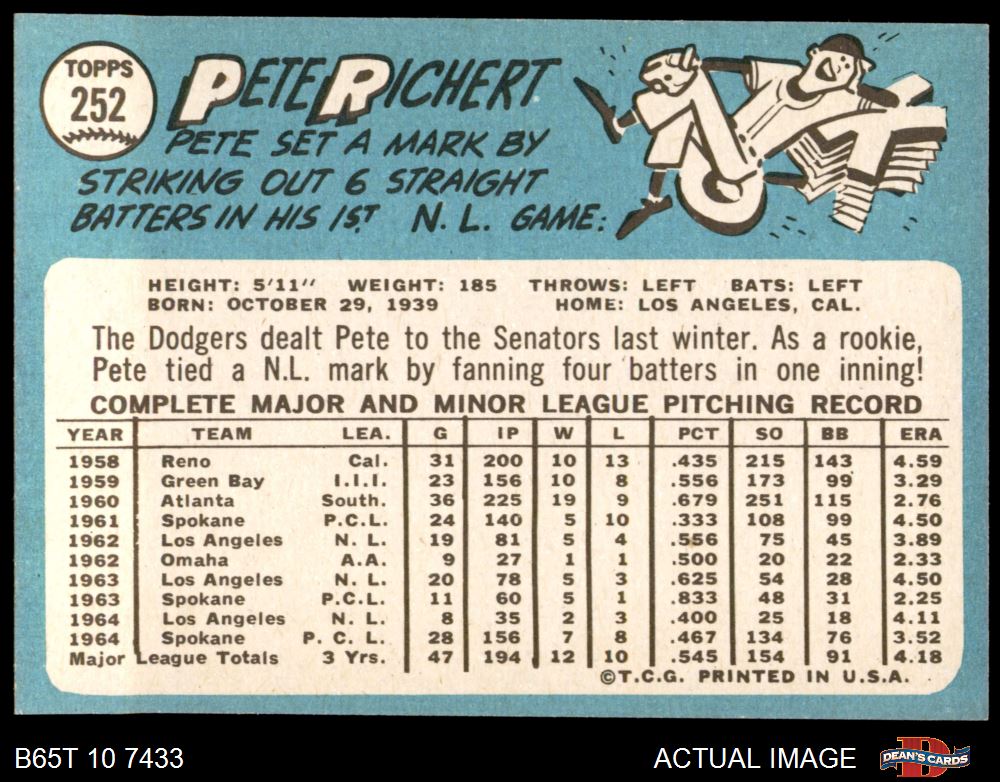 TOPPS
252
PETE RICHERT
PETE SET A MARK BY
STRIKING OUT 6 STRAIGHT
BATTERS IN HIS 1ST. N. L. GAME:
HEIGHT: 5'11" WEIGHT: 185 THROWS: LEFT BATS: LEFT
BORN: OCTOBER 29, 1939 HOME: LOS ANGELES, CAL.
The Dodgers dealt Pete to the Senators last winter. As a rookie,
Pete tied a N.L. mark by fanning four batters in one inning!
COMPLETE MAJOR AND MINOR LEAGUE PITCHING RECORD
YEAR TEAM LEA. G IP W L PCT SO BB ERA
1958 Reno Cal. 31 200 10 13 .435 215 143 4.59
1959 Green Bay I.I.I. 23 156 10 8 .556 173 99 3.29
1960 Atlanta South. 36 225 19 9 .679 251 115 2.76
1961 Spokane P.C.L. 24 140 5 10 .333 108 99 4.50
1962 Los Angeles N. L. 19 81 5 4 .556 75 45 3.89
1962 Omaha A.A. 9 27 1 1 .500 20 22 2.33
1963 Los Angeles N. L. 20 78 5 3 .625 54 28 4.50
1963 Spokane P.C.L. 11 60 5 1 .833 48 31 2.25
1964 Los Angeles N. L. 8 35 2 3 .400 25 18 4.11
1964 Spokane P. C. L. 28 156 7 8 .467 134 76 3.52
Major League Totals 3 Yrs. 47 194 12 10 .545 154 91 4.18
©T.C.G. PRINTED IN U.S.A.
B65T 10 7433 ACTUAL IMAGE DEAN'S CARDS